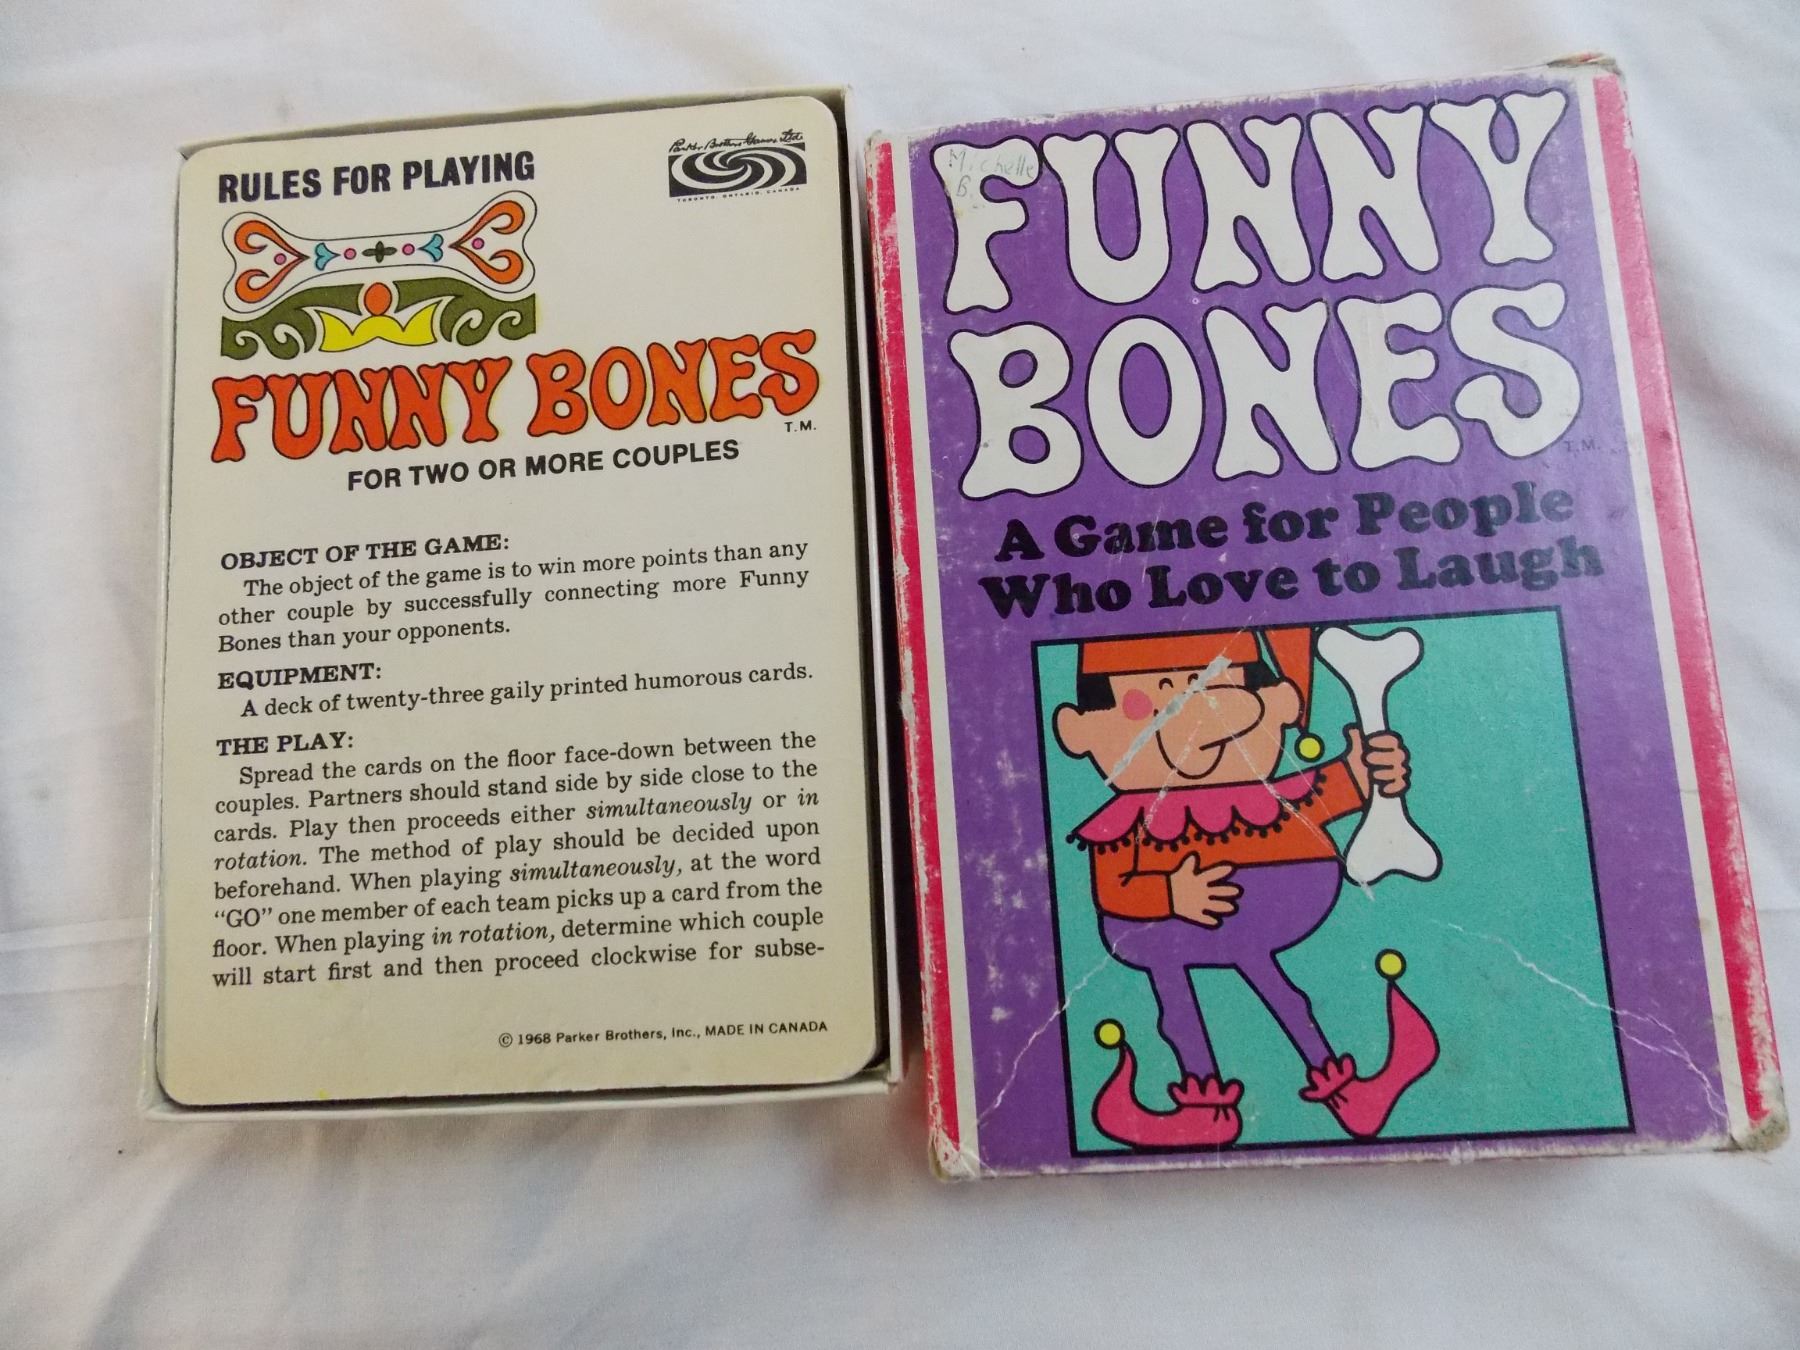 RULES FOR PLAYING
Parker Brothers Games Ltd.
TORONTO, ONTARIO, CANADA
FUNNY BONES
T.M.
FOR TWO OR MORE COUPLES
OBJECT OF THE GAME:
The object of the game is to win more points than any
other couple by successfully connecting more Funny
Bones than your opponents.
EQUIPMENT:
A deck of twenty-three gaily printed humorous cards.
THE PLAY:
Spread the cards on the floor face-down between the
couples. Partners should stand side by side close to the
cards. Play then proceeds either simultaneously or in
rotation. The method of play should be decided upon
beforehand. When playing simultaneously, at the word
“GO” one member of each team picks up a card from the
floor. When playing in rotation, determine which couple
will start first and then proceed clockwise for subse-
© 1968 Parker Brothers, Inc., MADE IN CANADA
Michelle
B.
FUNNY
BONES
T.M.
A Game for People
Who Love to Laugh